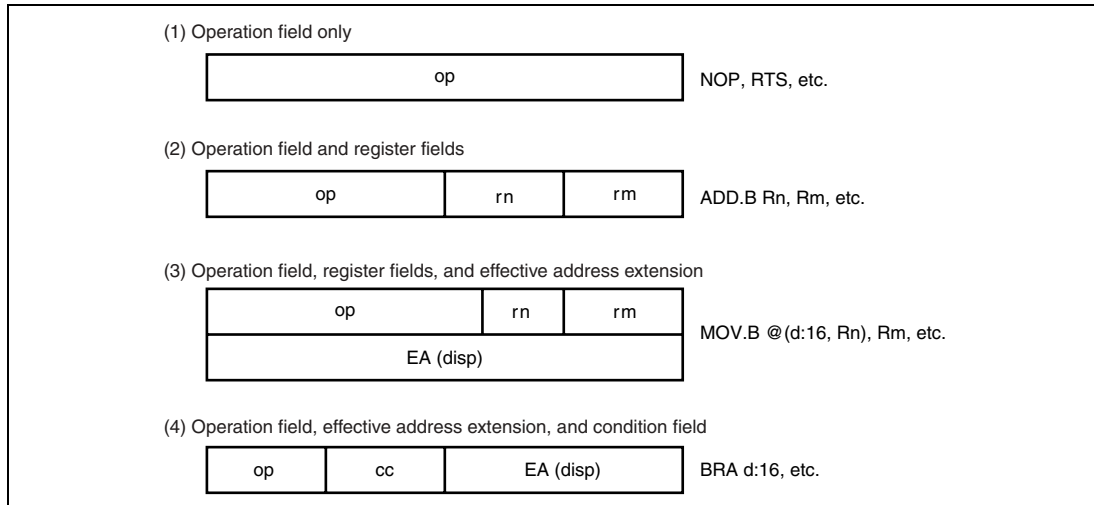 (1) Operation field only
op
NOP, RTS, etc.
(2) Operation field and register fields
op rn rm
ADD.B Rn, Rm, etc.
(3) Operation field, register fields, and effective address extension
op rn rm
MOV.B @(d:16, Rn), Rm, etc.
EA (disp)
(4) Operation field, effective address extension, and condition field
op cc EA (disp)
BRA d:16, etc.